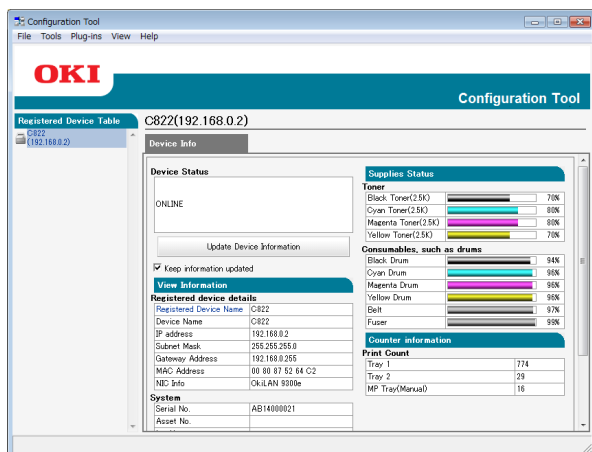 Configuration Tool
File Tools Plug-ins View Help
OKI
Configuration Tool
Registered Device Table
C822
(192.168.0.2)
C822(192.168.0.2)
Device Info
Device Status
ONLINE
Update Device Information
Keep information updated
View Information
Registered device details
Registered Device Name C822
Device Name C822
IP address 192.168.0.2
Subnet Mask 255.255.255.0
Gateway Address 192.168.0.255
MAC Address 00 80 87 52 64 C2
NIC Info OkiLAN 9300e
System
Serial No. AB14000021
Asset No.
Supplies Status
Toner
Black Toner(2.5K) 70%
Cyan Toner(2.5K) 80%
Magenta Toner(2.5K) 80%
Yellow Toner(2.5K) 70%
Consumables, such as drums
Black Drum 94%
Cyan Drum 96%
Magenta Drum 96%
Yellow Drum 96%
Belt 97%
Fuser 99%
Counter information
Print Count
Tray 1 774
Tray 2 29
MP Tray(Manual) 16